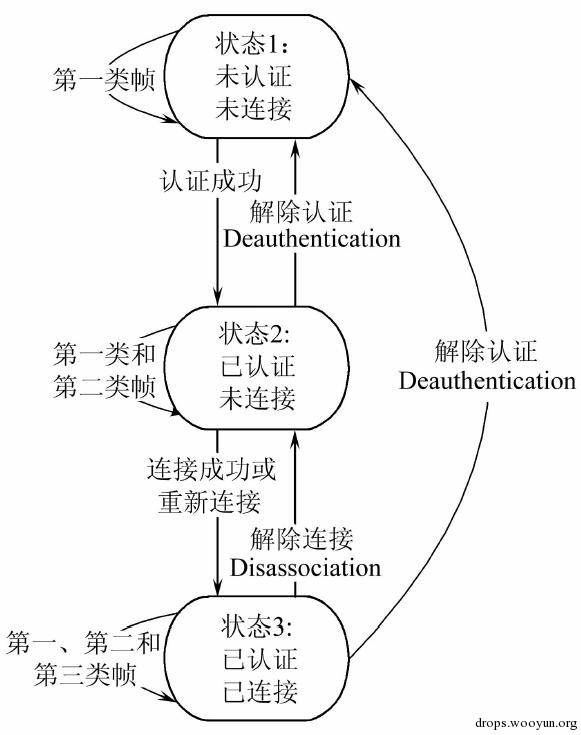 状态1:
未认证
未连接
第一类帧
认证成功
解除认证
Deauthentication
状态2:
已认证
未连接
第一类和
第二类帧
解除认证
Deauthentication
连接成功或
重新连接
解除连接
Disassociation
状态3:
已认证
已连接
第一、第二和
第三类帧
drops.wooyun.org